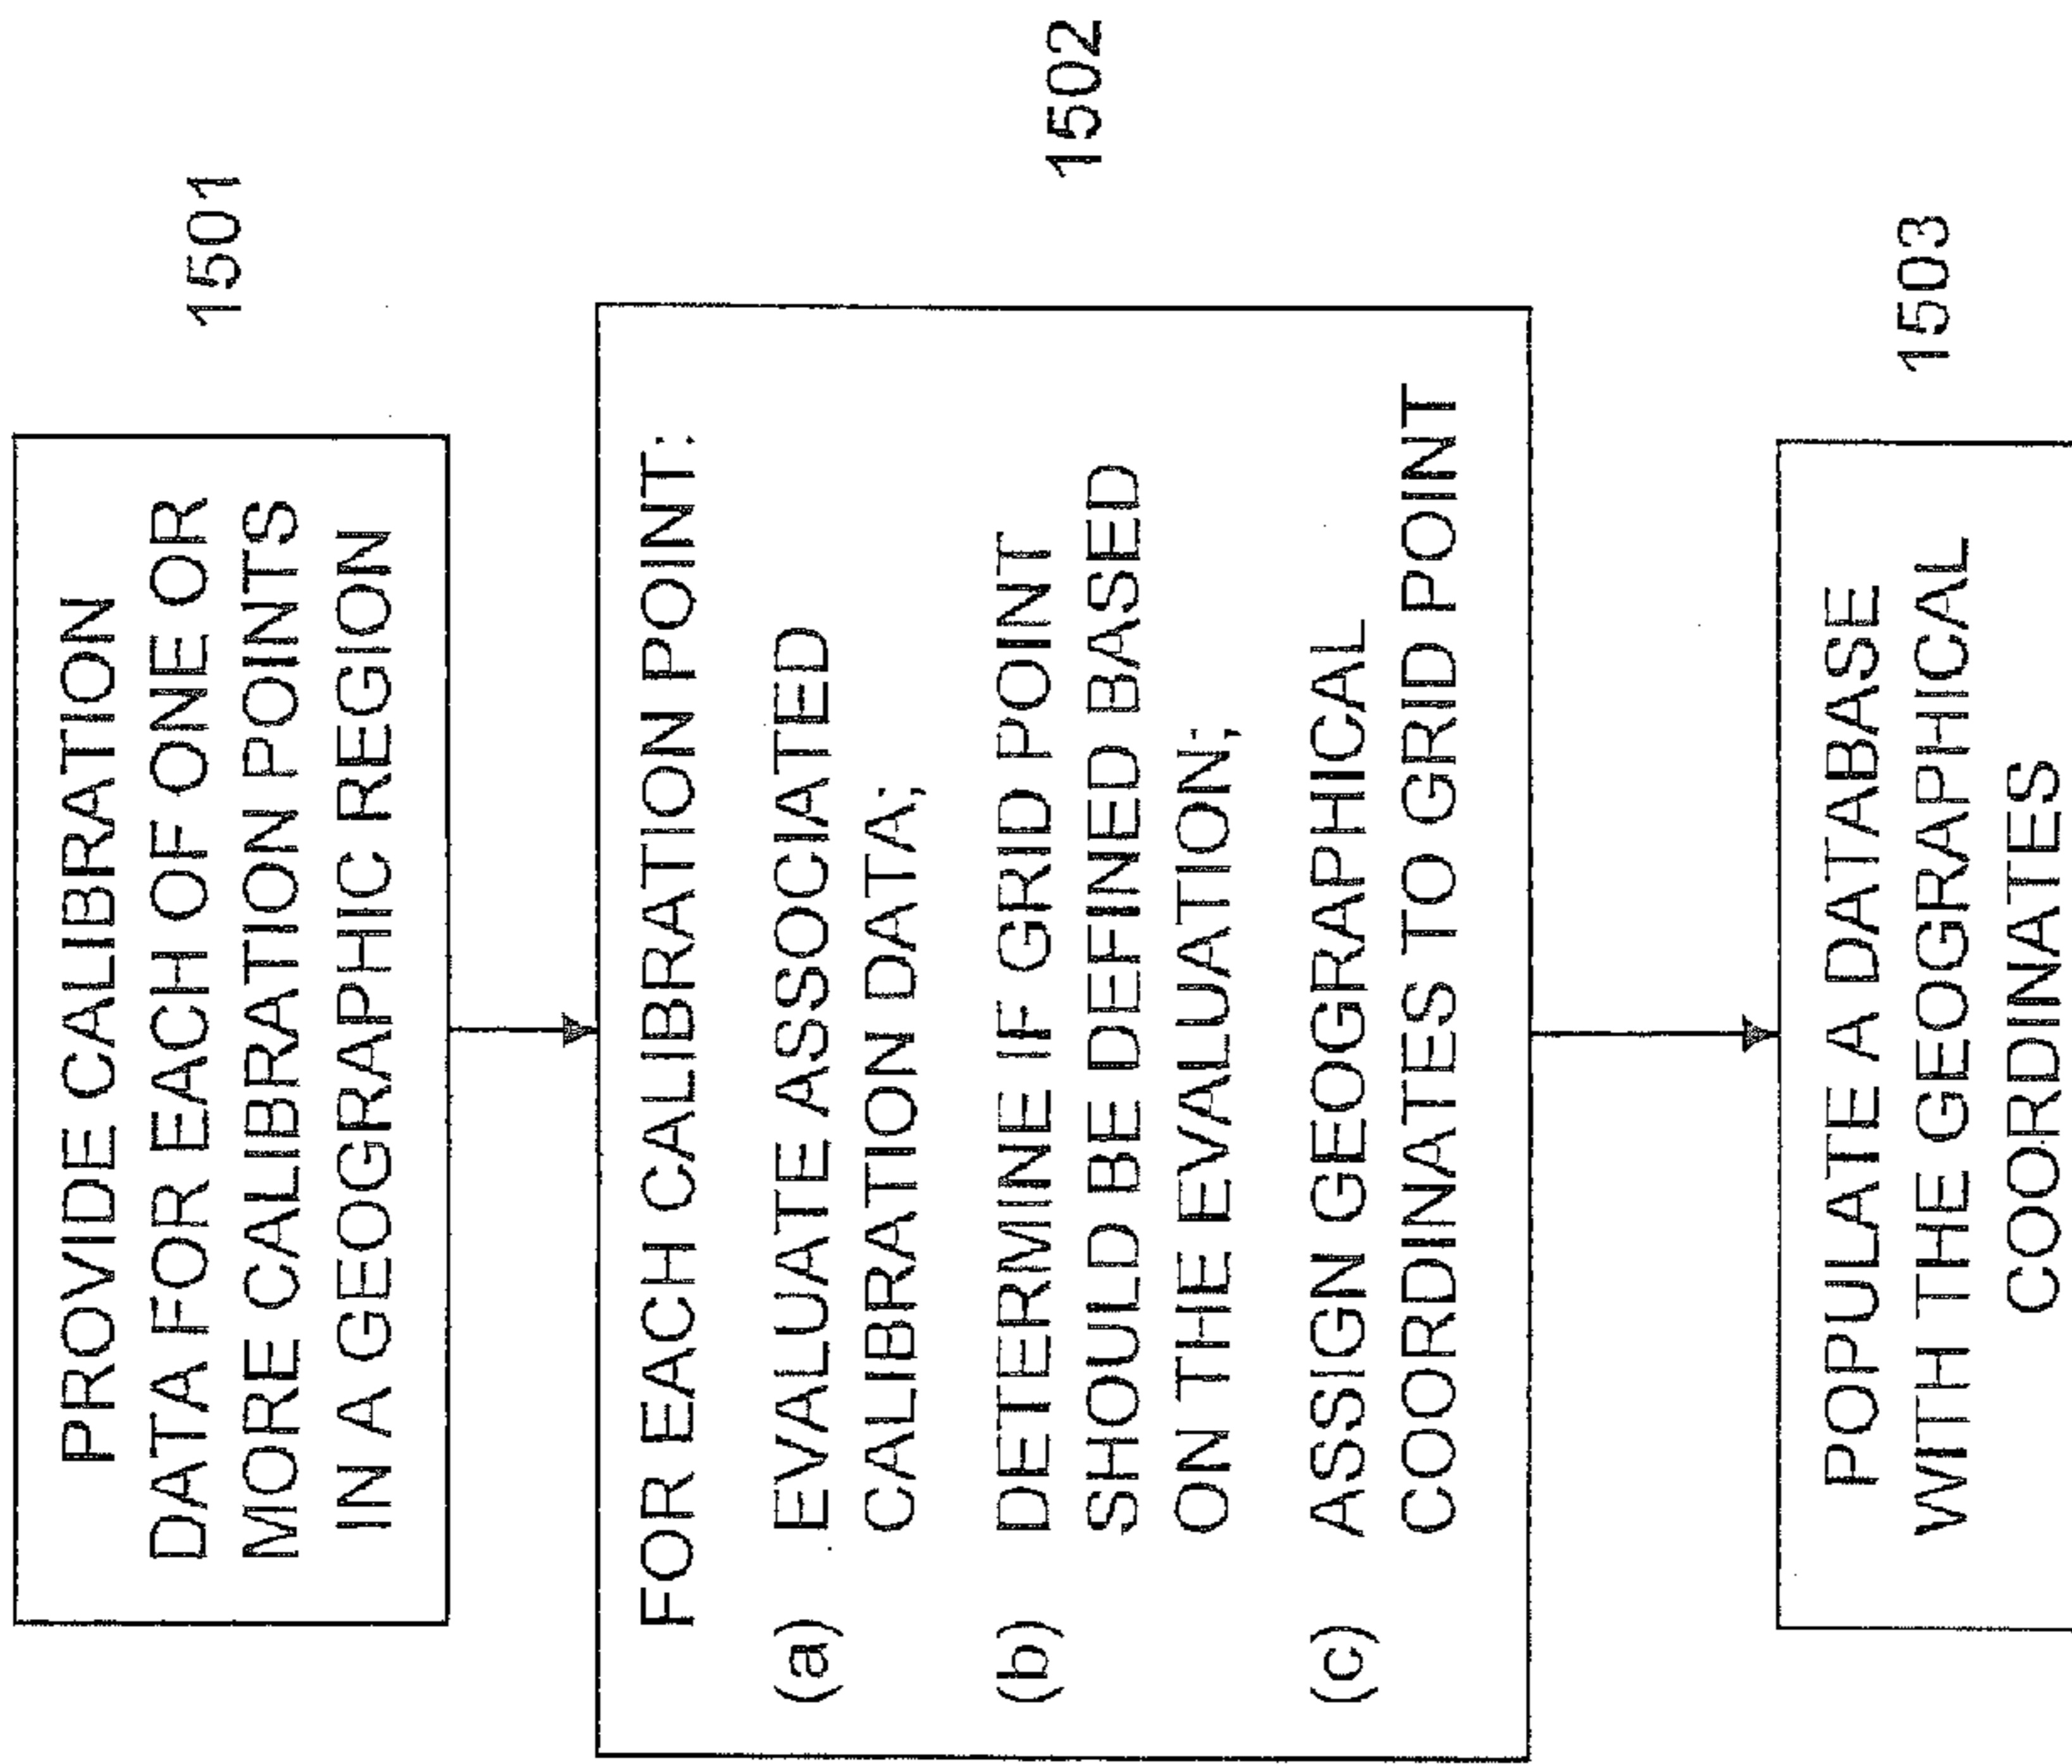 1501
PROVIDE CALIBRATION
DATA FOR EACH OF ONE OR
MORE CALIBRATION POINTS
IN A GEOGRAPHIC REGION
1502
FOR EACH CALIBRATION POINT:
(a) EVALUATE ASSOCIATED
CALIBRATION DATA;
(b) DETERMINE IF GRID POINT
SHOULD BE DEFINED BASED
ON THE EVALUATION;
(c) ASSIGN GEOGRAPHICAL
COORDINATES TO GRID POINT
1503
POPULATE A DATABASE
WITH THE GEOGRAPHICAL
COORDINATES